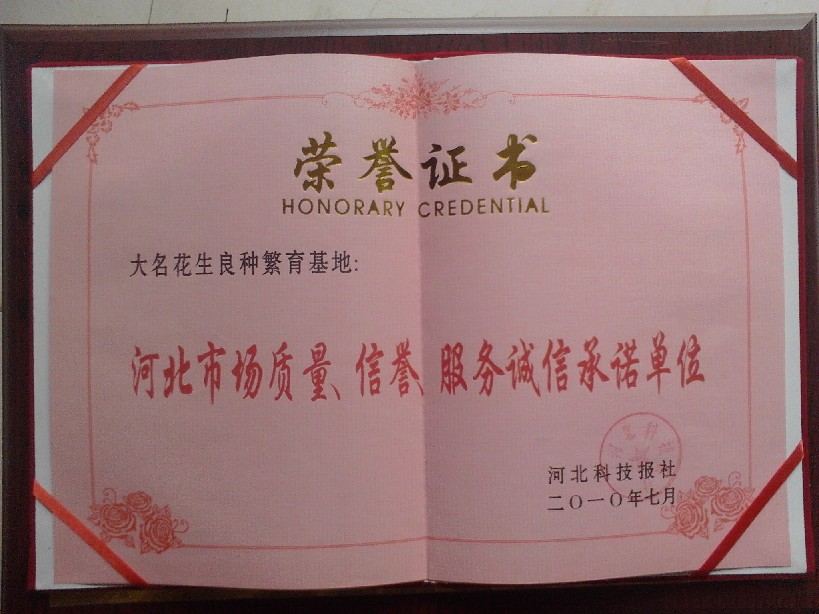 荣誉证书
HONORARY CREDENTIAL
大名花生良种繁育基地：
河北市场质量、信誉、服务诚信承诺单位
河北科技报社
二〇一〇年七月